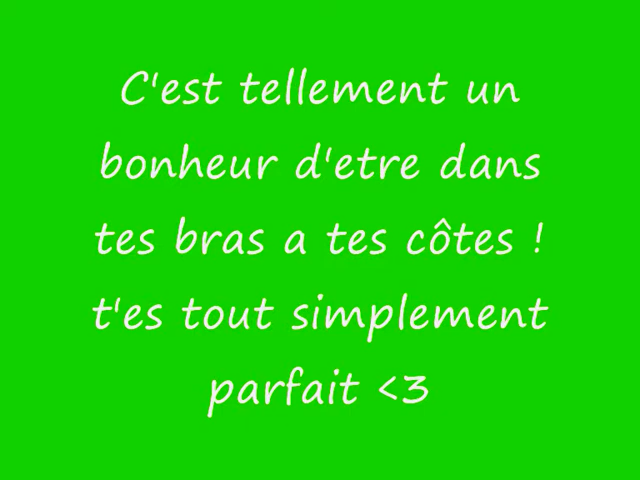 C'est tellement un
bonheur d'etre dans
tes bras a tes côtes !
t'es tout simplement
parfait <3